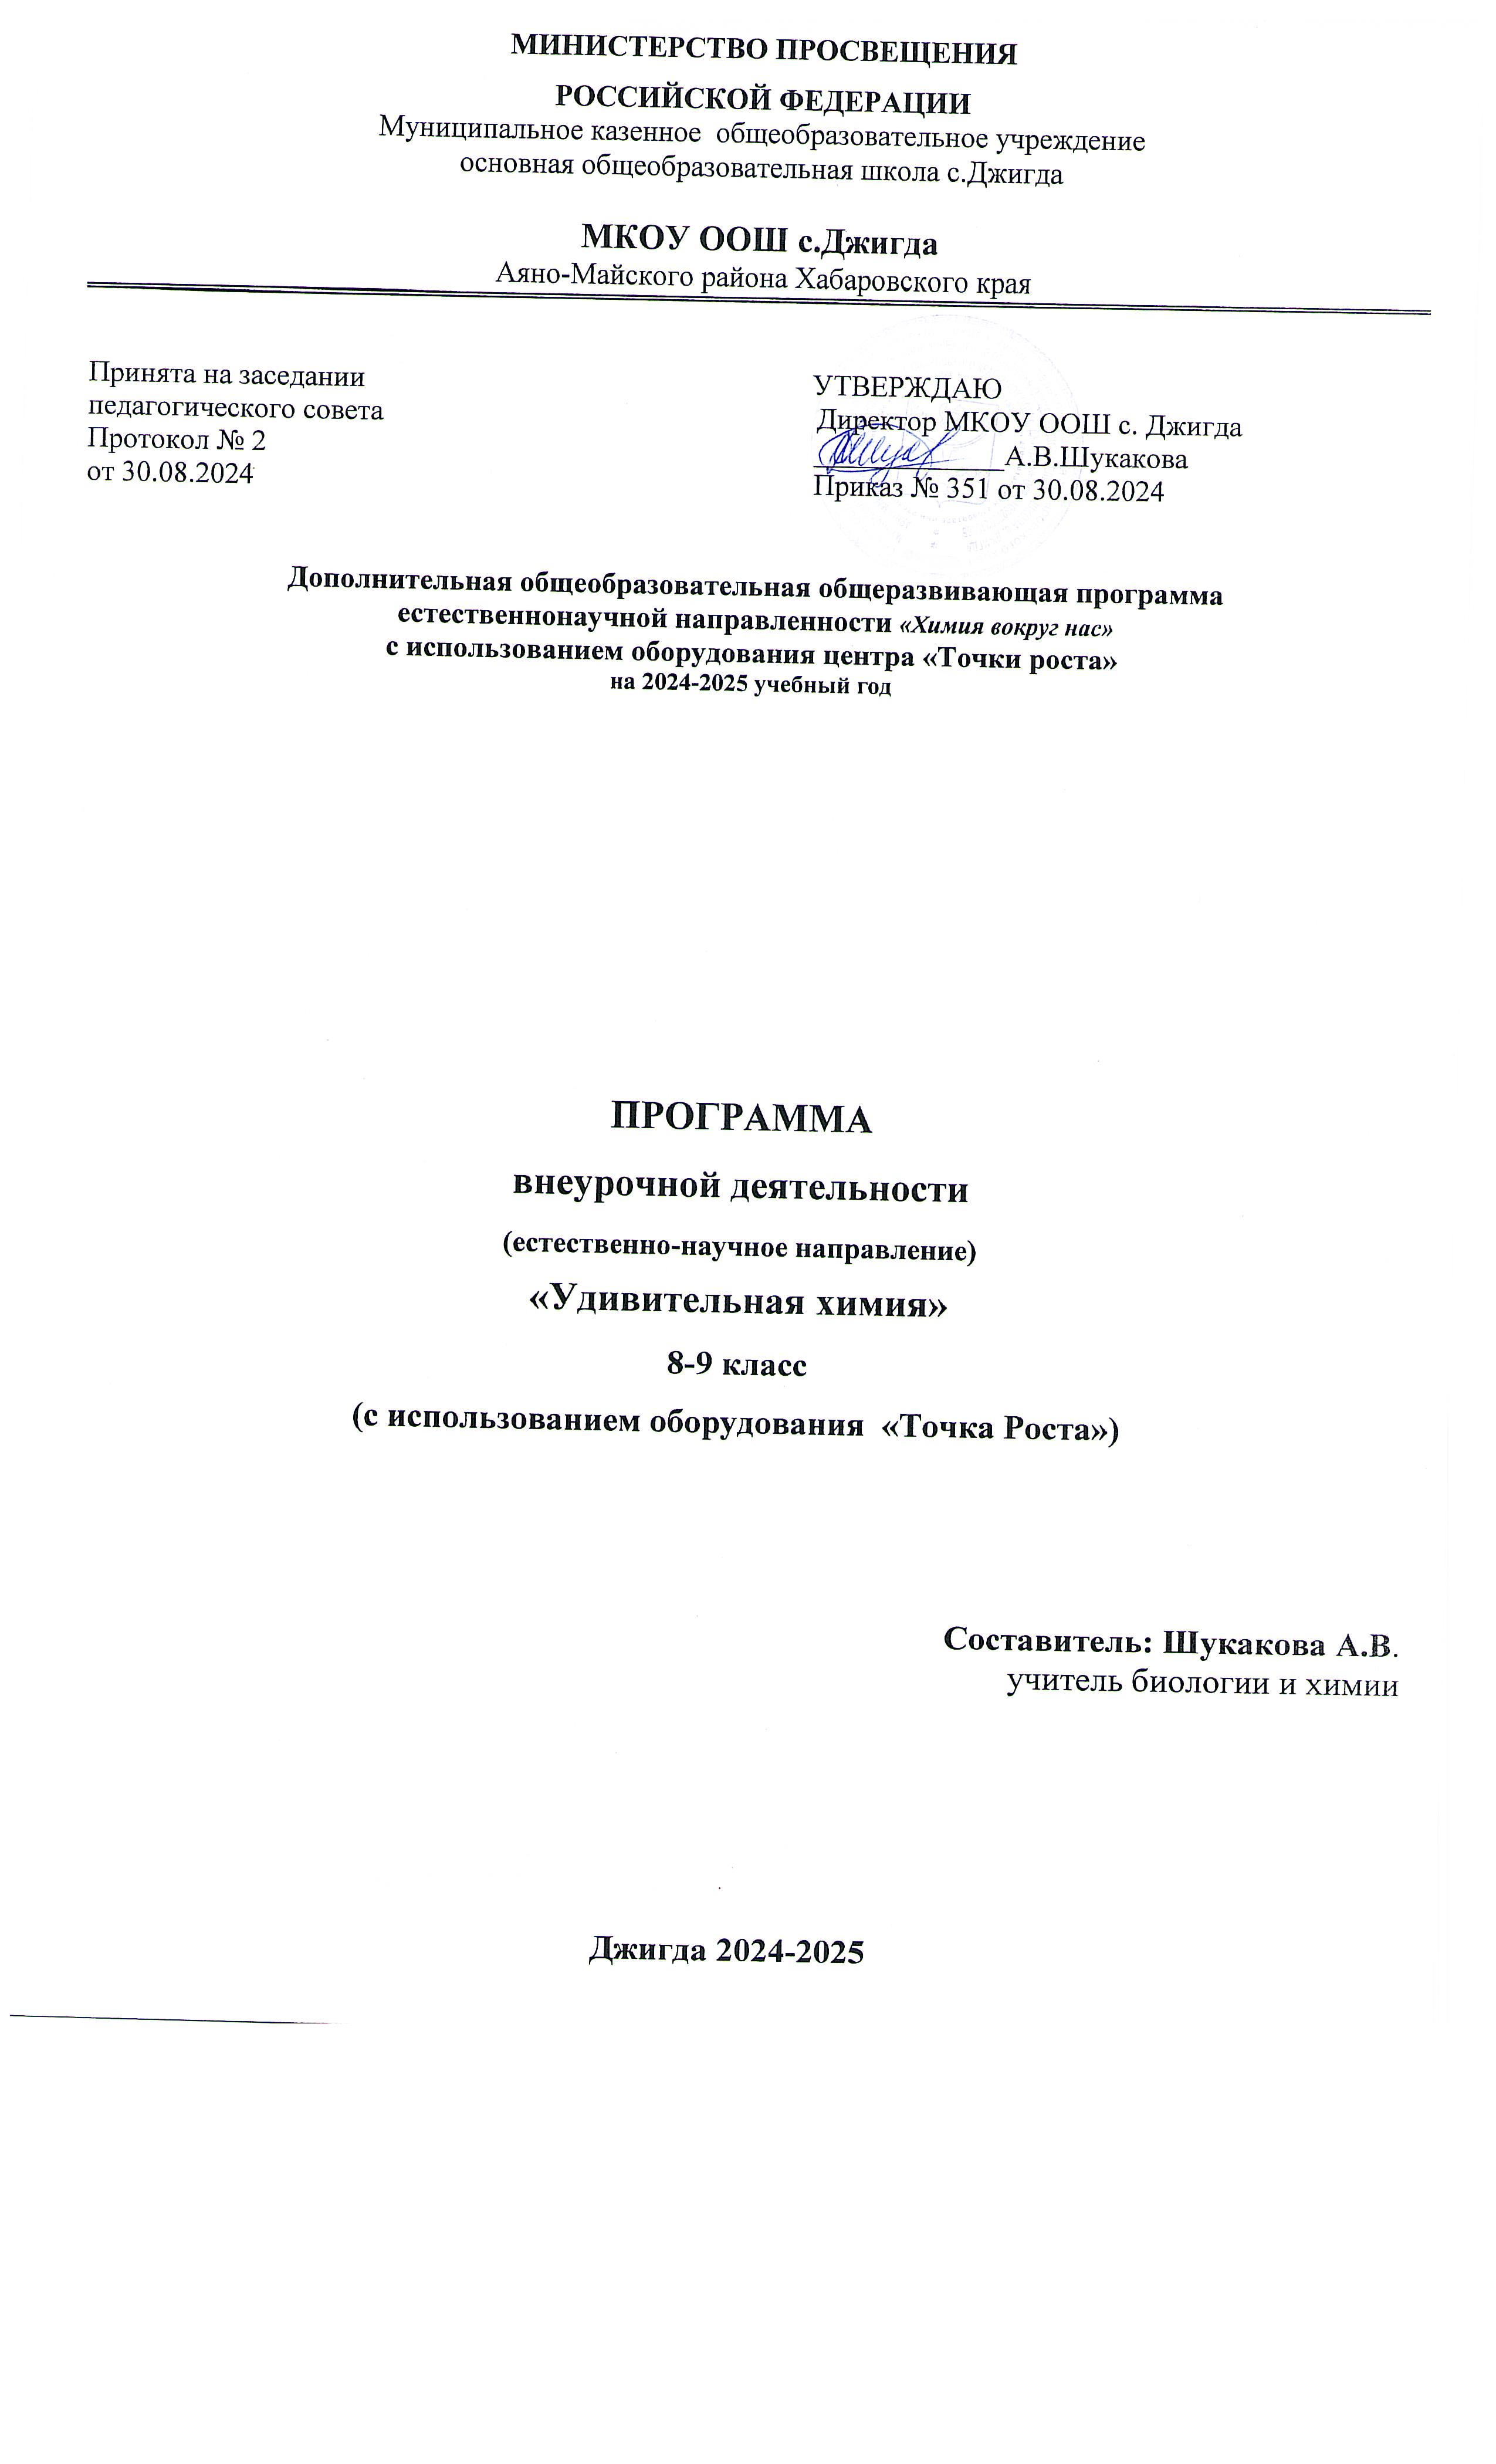 МИНИСТЕРСТВО ПРОСВЕЩЕНИЯ
РОССИЙСКОЙ ФЕДЕРАЦИИ
Муниципальное казенное общеобразовательное учреждение
основная общеобразовательная школа с.Джигда
МКОУ ООШ с.Джигда
Аяно-Майского района Хабаровского края
Принята на заседании
педагогического совета
Протокол № 2
от 30.08.2024
УТВЕРЖДАЮ
Директор МКОУ ООШ с. Джигда
______________А.В.Шукакова
Приказ № 351 от 30.08.2024
Дополнительная общеобразовательная общеразвивающая программа
естественнонаучной направленности «Химия вокруг нас»
с использованием оборудования центра «Точки роста»
на 2024-2025 учебный год
ПРОГРАММА
внеурочной деятельности
(естественно-научное направление)
«Удивительная химия»
8-9 класс
(с использованием оборудования «Точка Роста»)
Составитель: Шукакова А.В.
учитель биологии и химии
Джигда 2024-2025